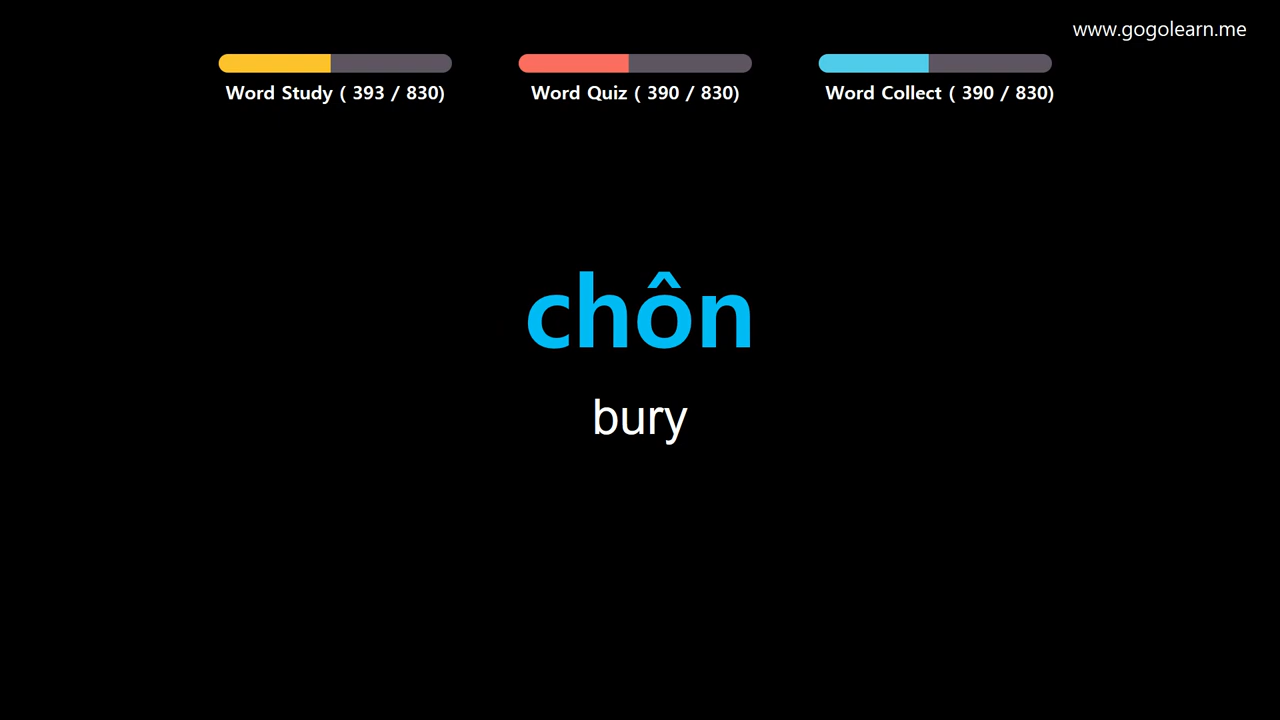 www.gogolearn.me
Word Study ( 393 / 830)
Word Quiz ( 390 / 830)
Word Collect ( 390 / 830)
chôn
bury